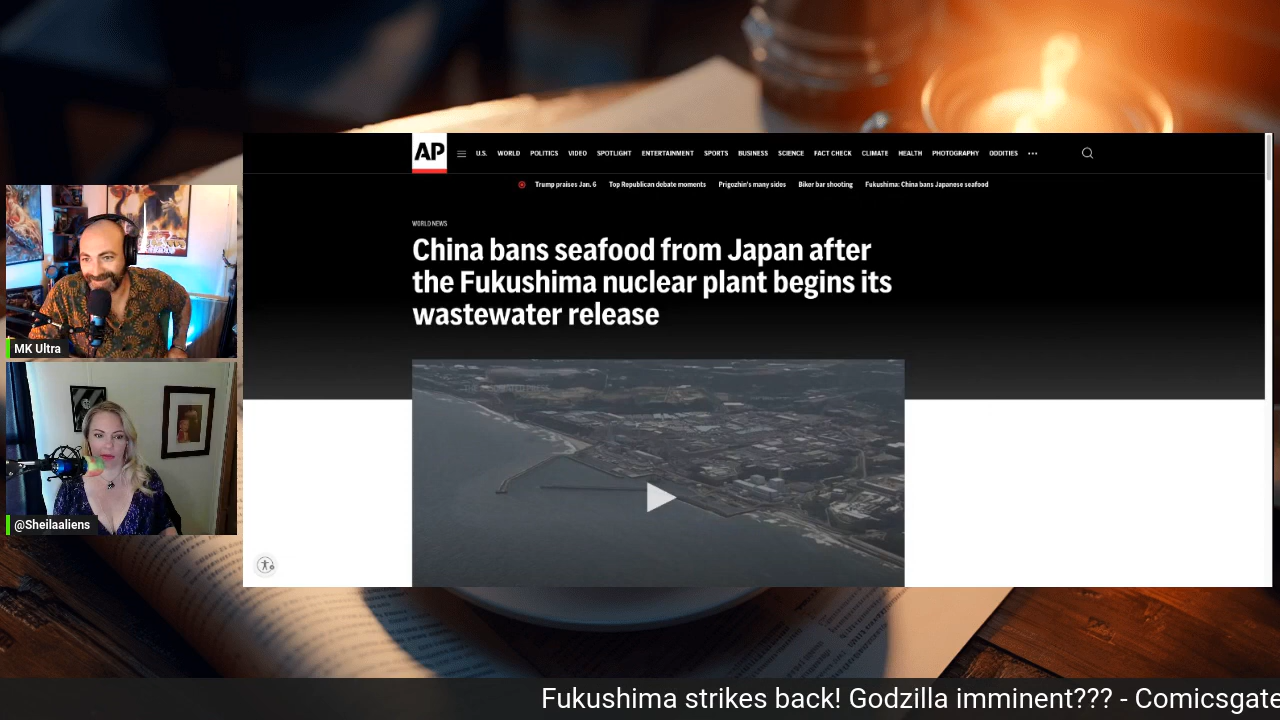 AP
U.S. WORLD POLITICS VIDEO SPOTLIGHT ENTERTAINMENT SPORTS BUSINESS SCIENCE FACT CHECK CLIMATE HEALTH PHOTOGRAPHY ODDITIES ···
Trump praises Jan. 6 Top Republican debate moments Prigozhin's many sides Biker bar shooting Fukushima: China bans Japanese seafood
WORLD NEWS
China bans seafood from Japan after
the Fukushima nuclear plant begins its
wastewater release
MK Ultra
@Sheilaaliens
Fukushima strikes back! Godzilla imminent??? - Comicsgate